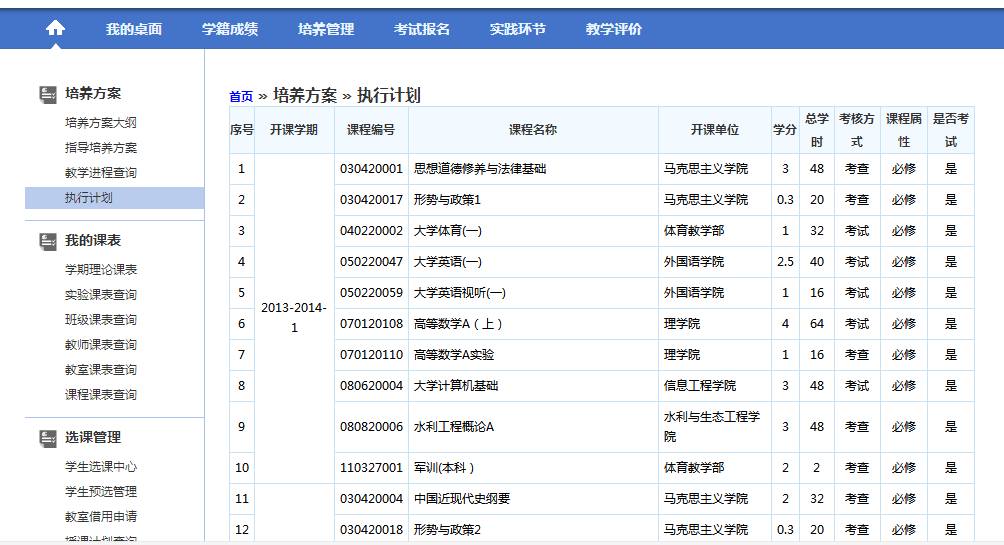 我的桌面 学籍成绩 培养管理 考试报名 实践环节 教学评价
培养方案
培养方案大纲
指导培养方案
教学进程查询
执行计划
我的课表
学期理论课表
实验课表查询
班级课表查询
教师课表查询
教室课表查询
课程课表查询
选课管理
学生选课中心
学生预选管理
教室借用申请
授课计划查询
首页 » 培养方案 » 执行计划
序号 开课学期 课程编号 课程名称 开课单位 学分 总学时 考核方式 课程属性 是否考试
2013-2014-1
1 030420001 思想道德修养与法律基础 马克思主义学院 3 48 考查 必修 是
2 030420017 形势与政策1 马克思主义学院 0.3 20 考查 必修 是
3 040220002 大学体育(一) 体育教学部 1 32 考试 必修 是
4 050220047 大学英语(一) 外国语学院 2.5 40 考试 必修 是
5 050220059 大学英语视听(一) 外国语学院 1 16 考试 必修 是
6 070120108 高等数学A（上） 理学院 4 64 考试 必修 是
7 070120110 高等数学A实验 理学院 1 16 考查 必修 是
8 080620004 大学计算机基础 信息工程学院 3 48 考试 必修 是
9 080820006 水利工程概论A 水利与生态工程学院 3 48 考查 必修 是
10 110327001 军训(本科） 体育教学部 2 2 考查 必修 是
11 030420004 中国近现代史纲要 马克思主义学院 2 32 考查 必修 是
12 030420018 形势与政策2 马克思主义学院 0.3 20 考查 必修 是